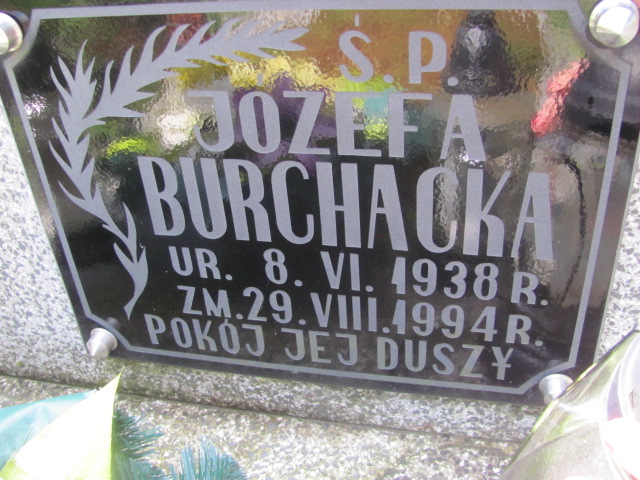 Ś.P.
JÓZEFA
BURCHACKA
UR. 8. VI. 1938 R.
ZM. 29. VIII. 1994 R.
POKÓJ JEJ DUSZY